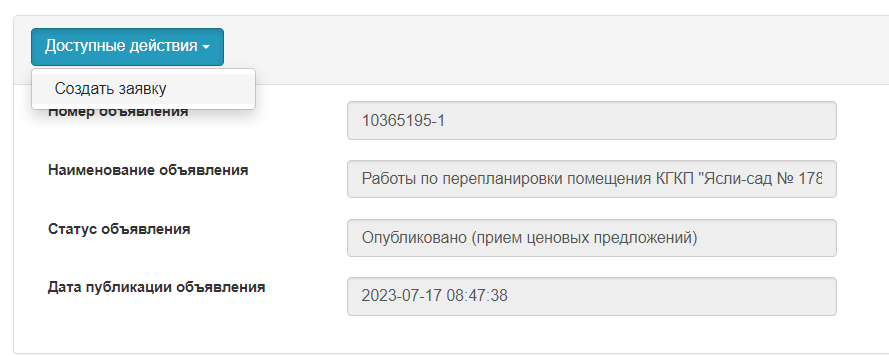 Доступные действия
Создать заявку
Номер объявления
10365195-1
Наименование объявления
Работы по перепланировки помещения КГКП "Ясли-сад № 178
Статус объявления
Опубликовано (прием ценовых предложений)
Дата публикации объявления
2023-07-17 08:47:38